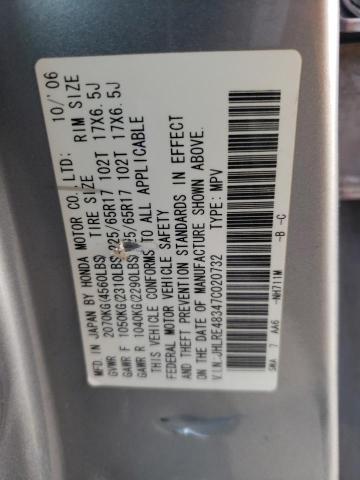 MFD. IN JAPAN BY HONDA MOTOR CO., LTD: 10/'06
TIRE SIZE RIM SIZE
GVWR 2070KG(4560LBS)
GAWR F 1050KG(2310LBS) 225/65R17 102T 17X6.5J
GAWR R 1040KG(2290LBS) 225/65R17 102T 17X6.5J
THIS VEHICLE CONFORMS TO ALL APPLICABLE
FEDERAL MOTOR VEHICLE SAFETY
AND THEFT PREVENTION STANDARDS IN EFFECT
ON THE DATE OF MANUFACTURE SHOWN ABOVE.
V.I.N.:JHLRE48347C020732 TYPE: MPV
SWA 7 AA6 -NH711M -B -C